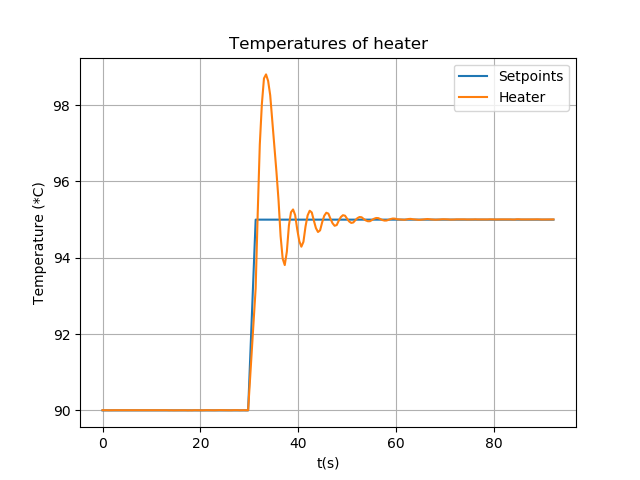 Temperatures of heater
Setpoints
Heater
98
96
94
92
90
Temperature (*C)
0 20 40 60 80
t(s)